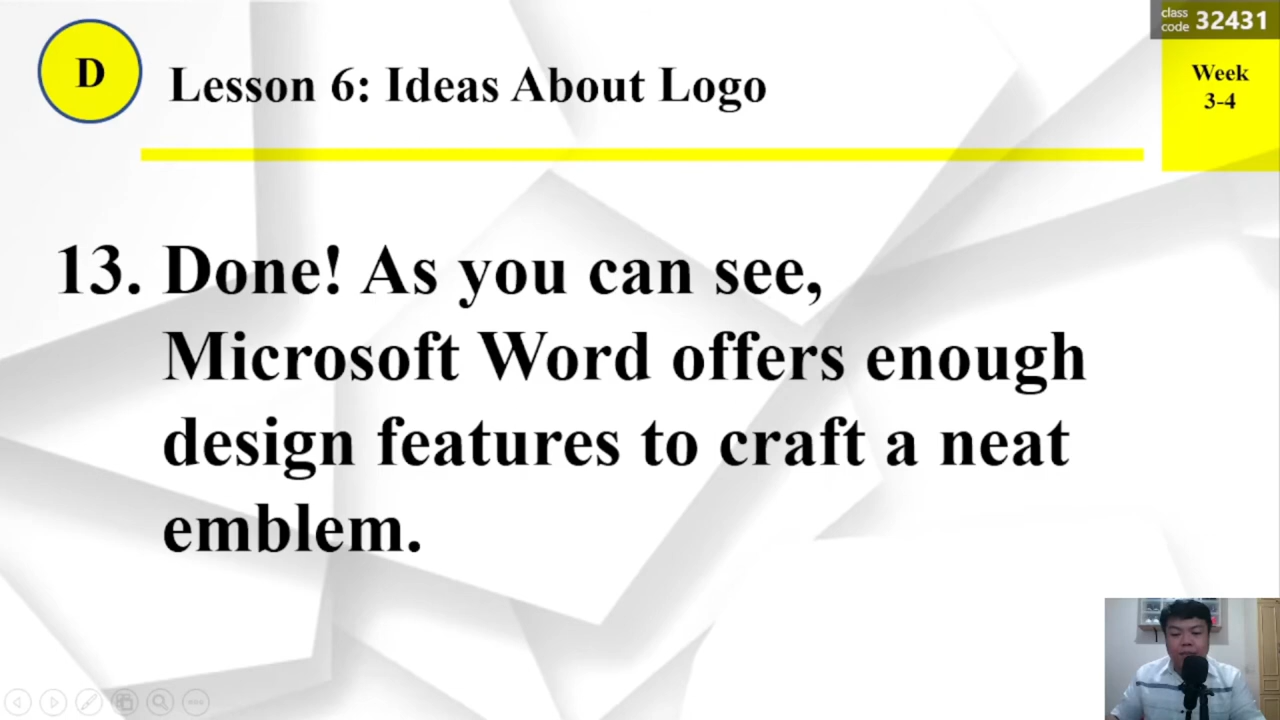 class
code 32431
D
Lesson 6: Ideas About Logo
Week
3-4
13. Done! As you can see,
Microsoft Word offers enough
design features to craft a neat
emblem.